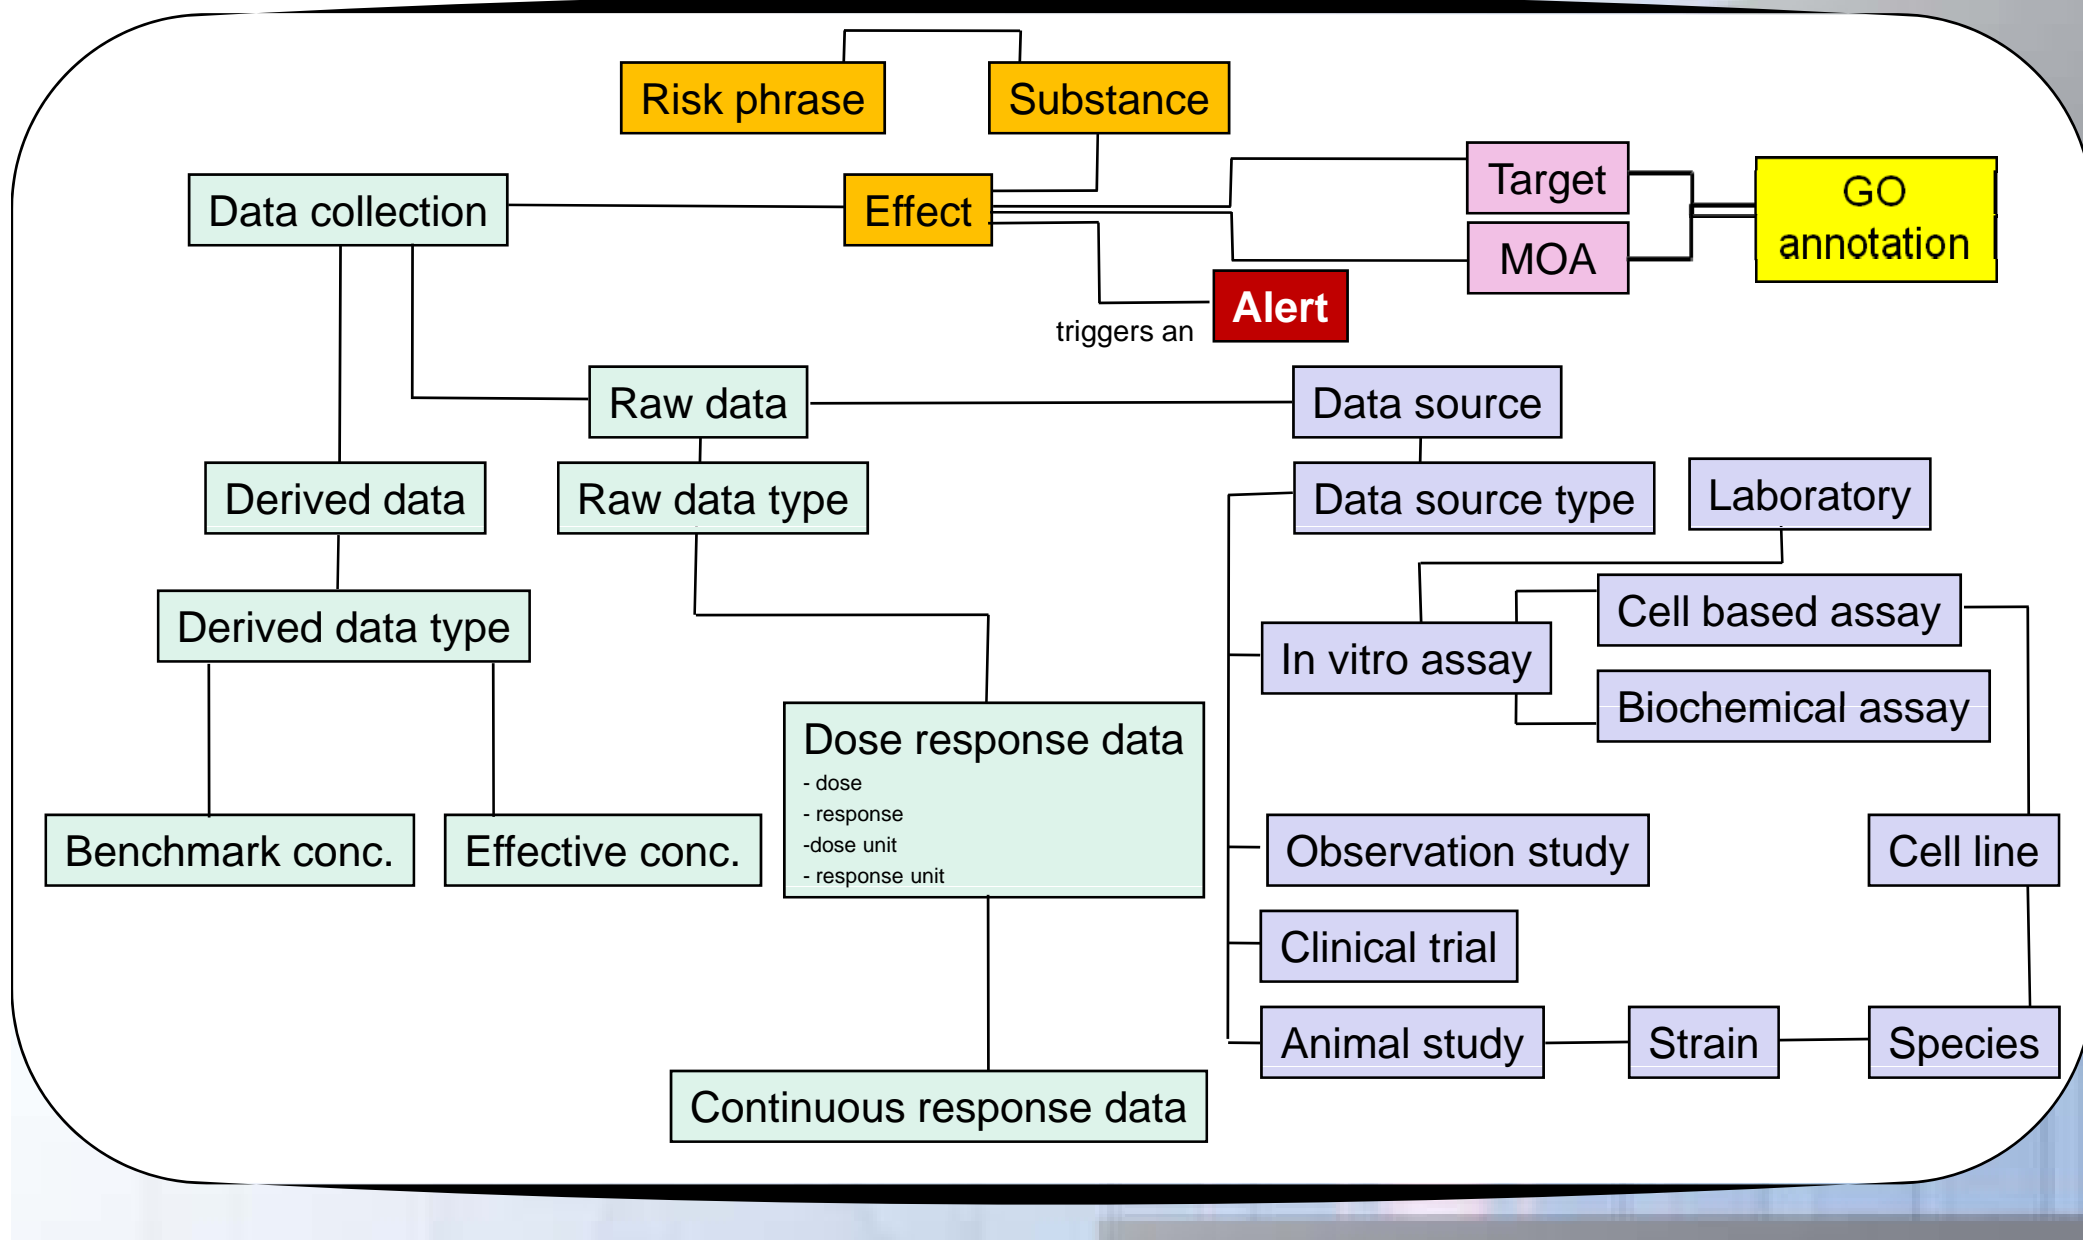 Risk phrase
Substance
Data collection
Effect
Target
GO
annotation
MOA
Alert
triggers an
Raw data
Data source
Derived data
Raw data type
Data source type
Laboratory
Derived data type
Cell based assay
In vitro assay
Biochemical assay
Dose response data
- dose
- response
-dose unit
- response unit
Benchmark conc.
Effective conc.
Observation study
Cell line
Clinical trial
Animal study
Strain
Species
Continuous response data